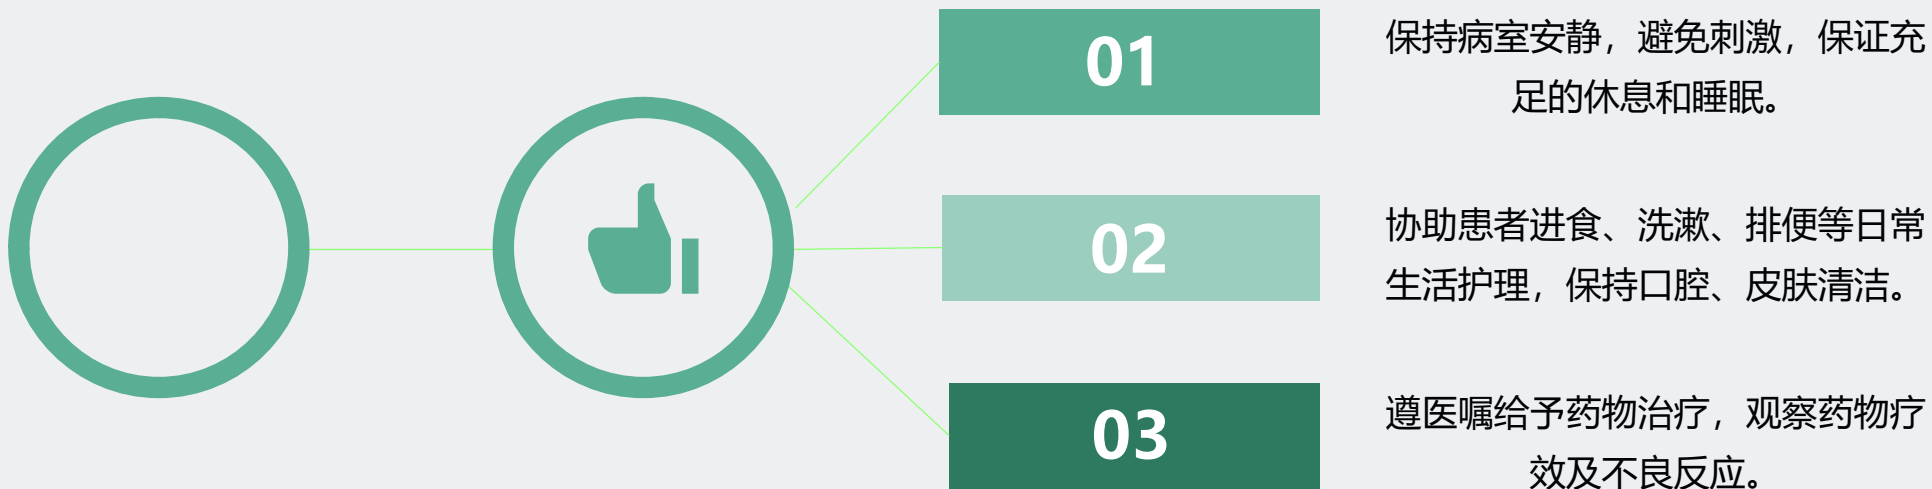 01
保持病室安静，避免刺激，保证充
足的休息和睡眠。
02
协助患者进食、洗漱、排便等日常
生活护理，保持口腔、皮肤清洁。
03
遵医嘱给予药物治疗，观察药物疗
效及不良反应。